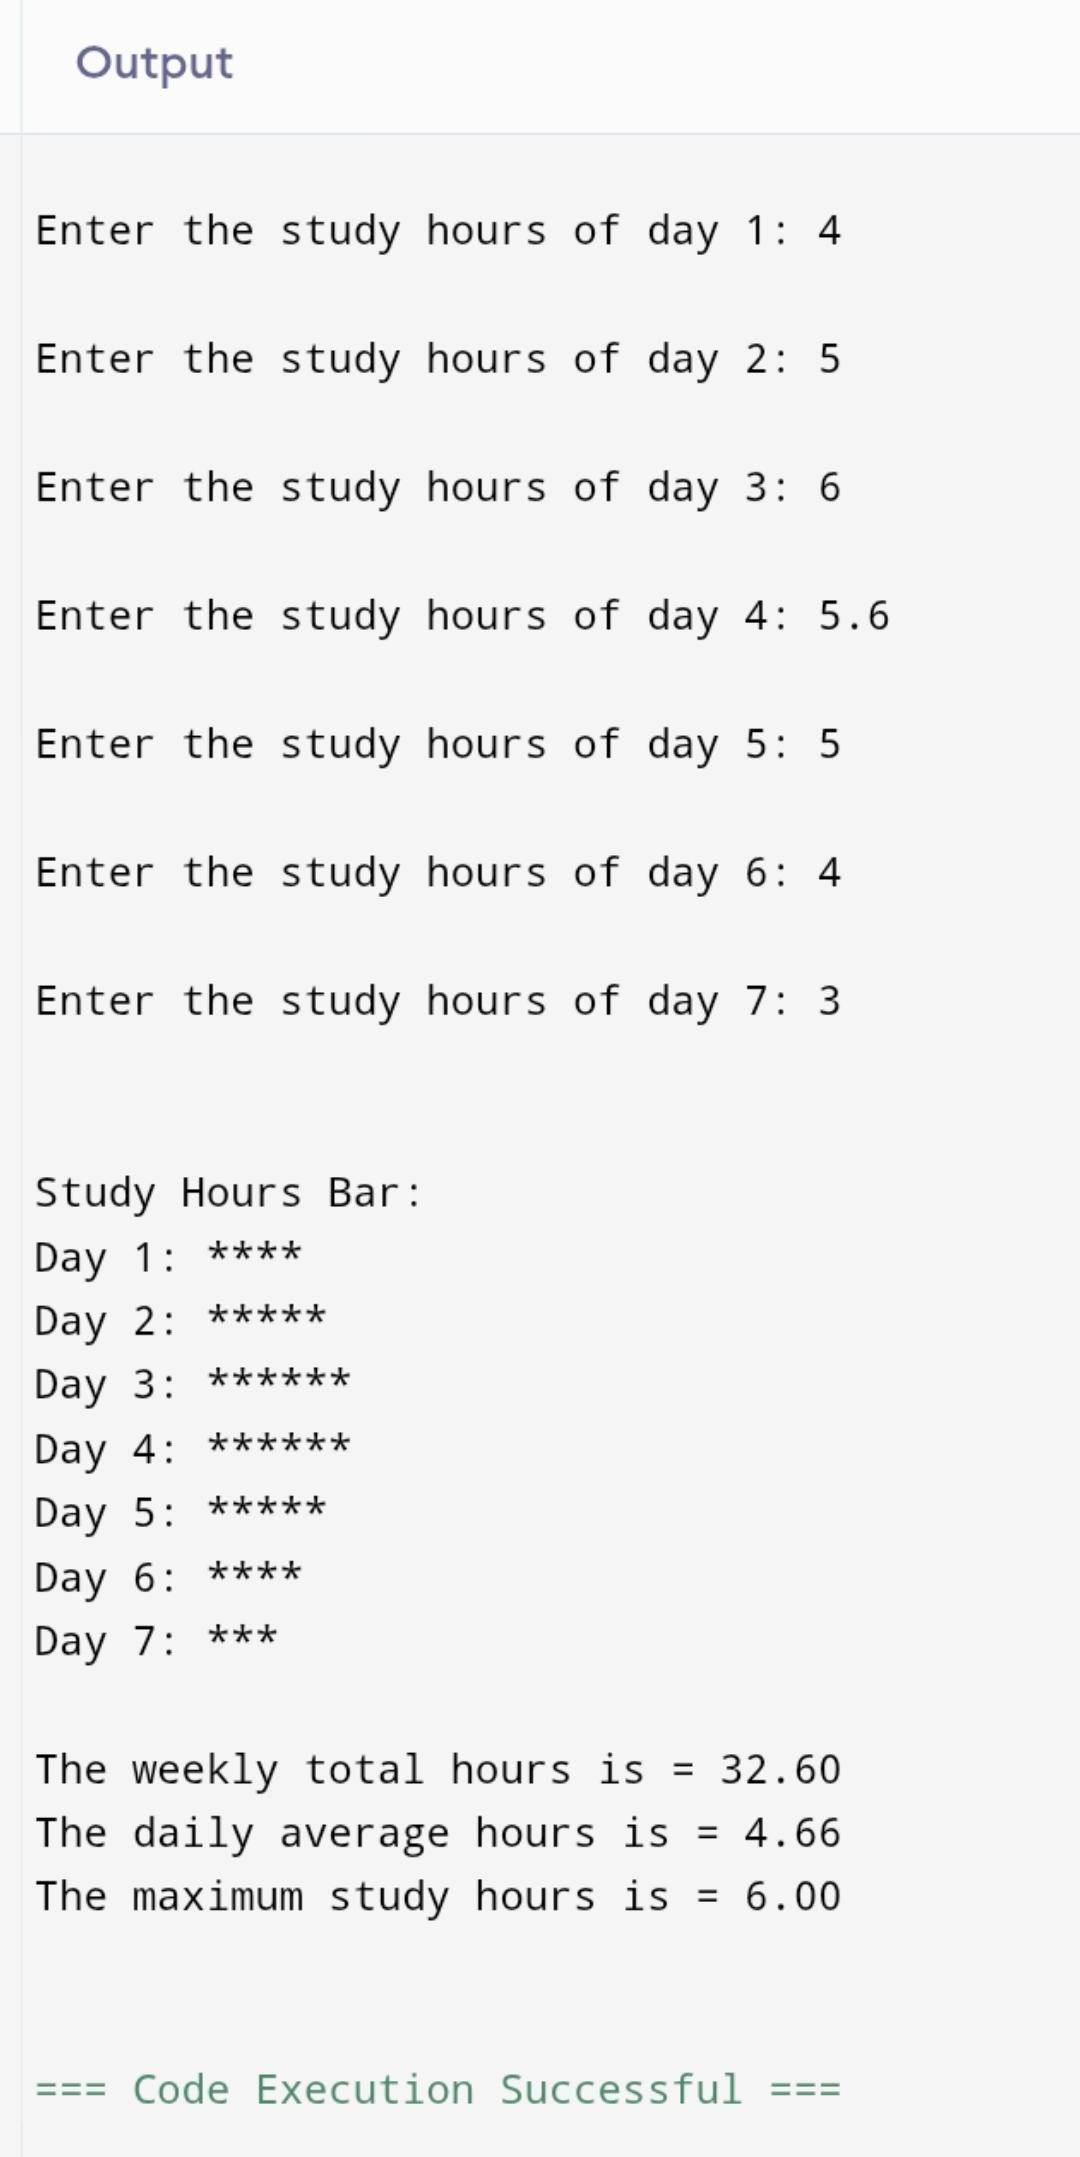 Output
Enter the study hours of day 1: 4
Enter the study hours of day 2: 5
Enter the study hours of day 3: 6
Enter the study hours of day 4: 5.6
Enter the study hours of day 5: 5
Enter the study hours of day 6: 4
Enter the study hours of day 7: 3
Study Hours Bar:
Day 1: ****
Day 2: *****
Day 3: ******
Day 4: ******
Day 5: *****
Day 6: ****
Day 7: ***
The weekly total hours is = 32.60
The daily average hours is = 4.66
The maximum study hours is = 6.00
=== Code Execution Successful ===